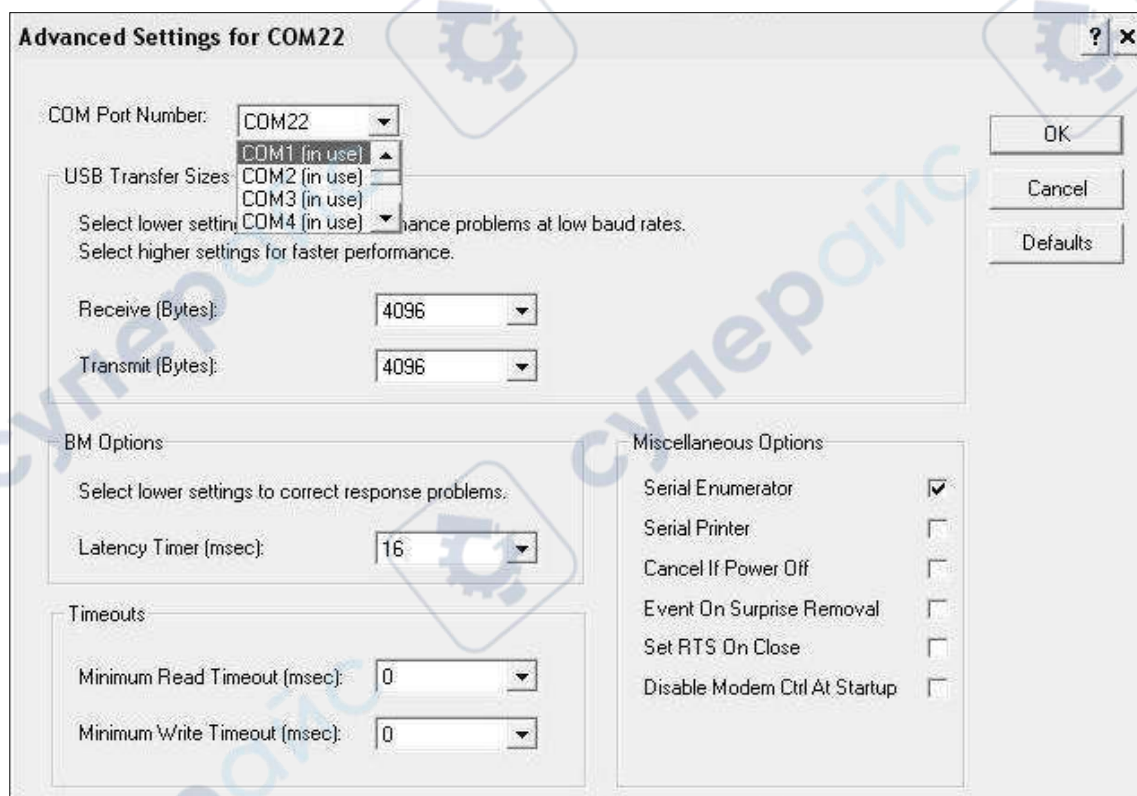 Advanced Settings for COM22
COM Port Number:
COM22
COM1 (in use)
COM2 (in use)
COM3 (in use)
COM4 (in use)
USB Transfer Sizes
Select lower settin mance problems at low baud rates.
Select higher settings for faster performance.
Receive (Bytes):
4096
Transmit (Bytes):
4096
BM Options
Select lower settings to correct response problems.
Latency Timer (msec):
16
Timeouts
Minimum Read Timeout (msec):
0
Minimum Write Timeout (msec):
0
Miscellaneous Options
Serial Enumerator
Serial Printer
Cancel If Power Off
Event On Surprise Removal
Set RTS On Close
Disable Modem Ctrl At Startup
OK
Cancel
Defaults
суперайс
суперайс